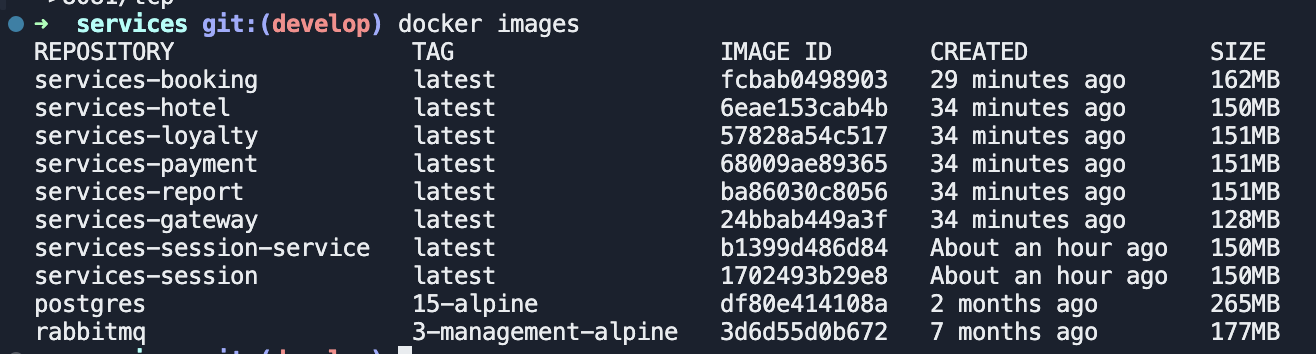 ➜  services git:(develop) docker images
REPOSITORY                 TAG                   IMAGE ID       CREATED             SIZE
services-booking           latest                fcbab0498903   29 minutes ago      162MB
services-hotel             latest                6eae153cab4b   34 minutes ago      150MB
services-loyalty           latest                57828a54c517   34 minutes ago      151MB
services-payment           latest                68009ae89365   34 minutes ago      151MB
services-report            latest                ba86030c8056   34 minutes ago      151MB
services-gateway           latest                24bbab449a3f   34 minutes ago      128MB
services-session-service   latest                b1399d486d84   About an hour ago   150MB
services-session           latest                1702493b29e8   About an hour ago   150MB
postgres                   15-alpine             df80e414108a   2 months ago        265MB
rabbitmq                   3-management-alpine   3d6d55d0b672   7 months ago        177MB